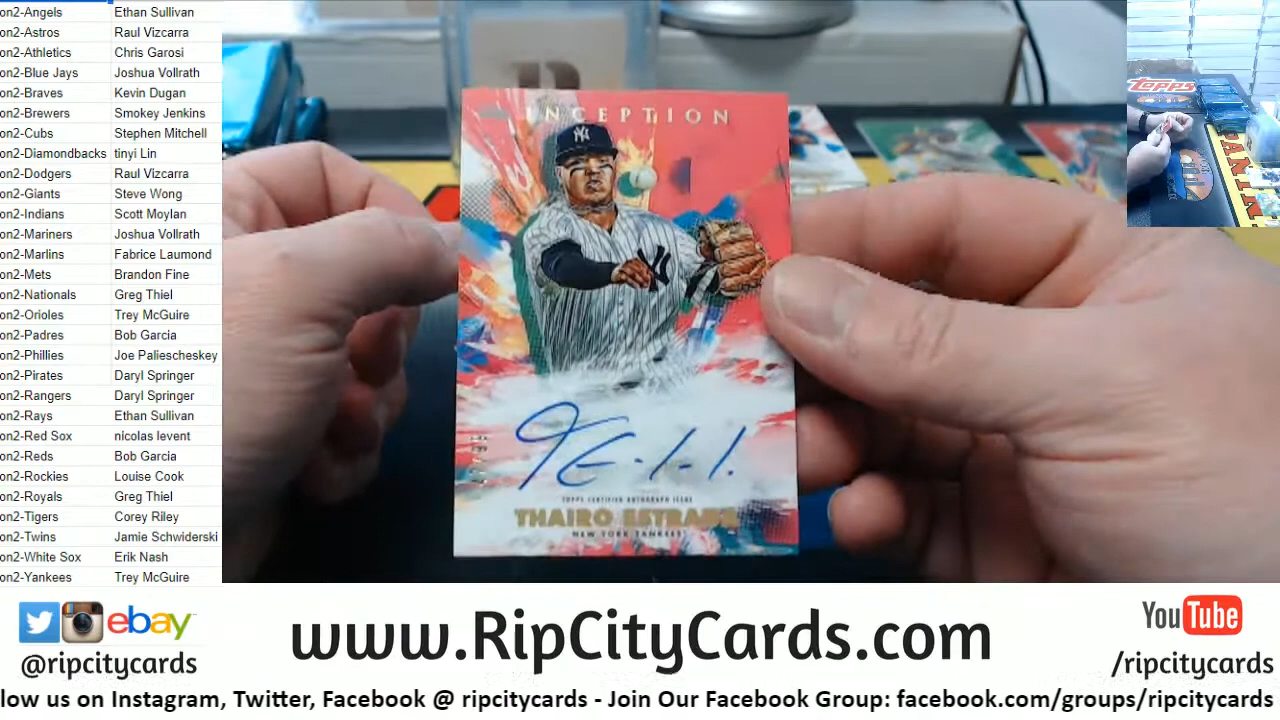 on2-Angels Ethan Sullivan
on2-Astros Raul Vizcarra
on2-Athletics Chris Garosi
on2-Blue Jays Joshua Vollrath
on2-Braves Kevin Dugan
on2-Brewers Smokey Jenkins
on2-Cubs Stephen Mitchell
on2-Diamondbacks tinyi Lin
on2-Dodgers Raul Vizcarra
on2-Giants Steve Wong
on2-Indians Scott Moylan
on2-Mariners Joshua Vollrath
on2-Marlins Fabrice Laumond
on2-Mets Brandon Fine
on2-Nationals Greg Thiel
on2-Orioles Trey McGuire
on2-Padres Bob Garcia
on2-Phillies Joe Paliescheskey
on2-Pirates Daryl Springer
on2-Rangers Daryl Springer
on2-Rays Ethan Sullivan
on2-Red Sox nicolas levent
on2-Reds Bob Garcia
on2-Rockies Louise Cook
on2-Royals Greg Thiel
on2-Tigers Corey Riley
on2-Twins Jamie Schwiderski
on2-White Sox Erik Nash
on2-Yankees Trey McGuire
INCEPTION
NY
TOPPS CERTIFIED AUTOGRAPH ISSUE
THAIRO ESTRADA
NEW YORK YANKEES
TOPPS
PANINI
ebay
@ripcitycards
www.RipCityCards.com
YouTube
/ripcitycards
low us on Instagram, Twitter, Facebook @ ripcitycards - Join Our Facebook Group: facebook.com/groups/ripcitycards